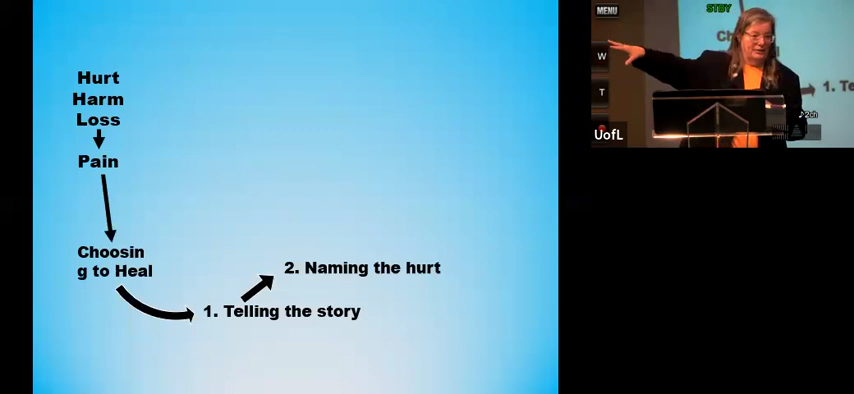 Hurt
Harm
Loss
Pain
Choosin
g to Heal
1. Telling the story
2. Naming the hurt
MENU
STBY
W
T
1. Te
2ch
UofL